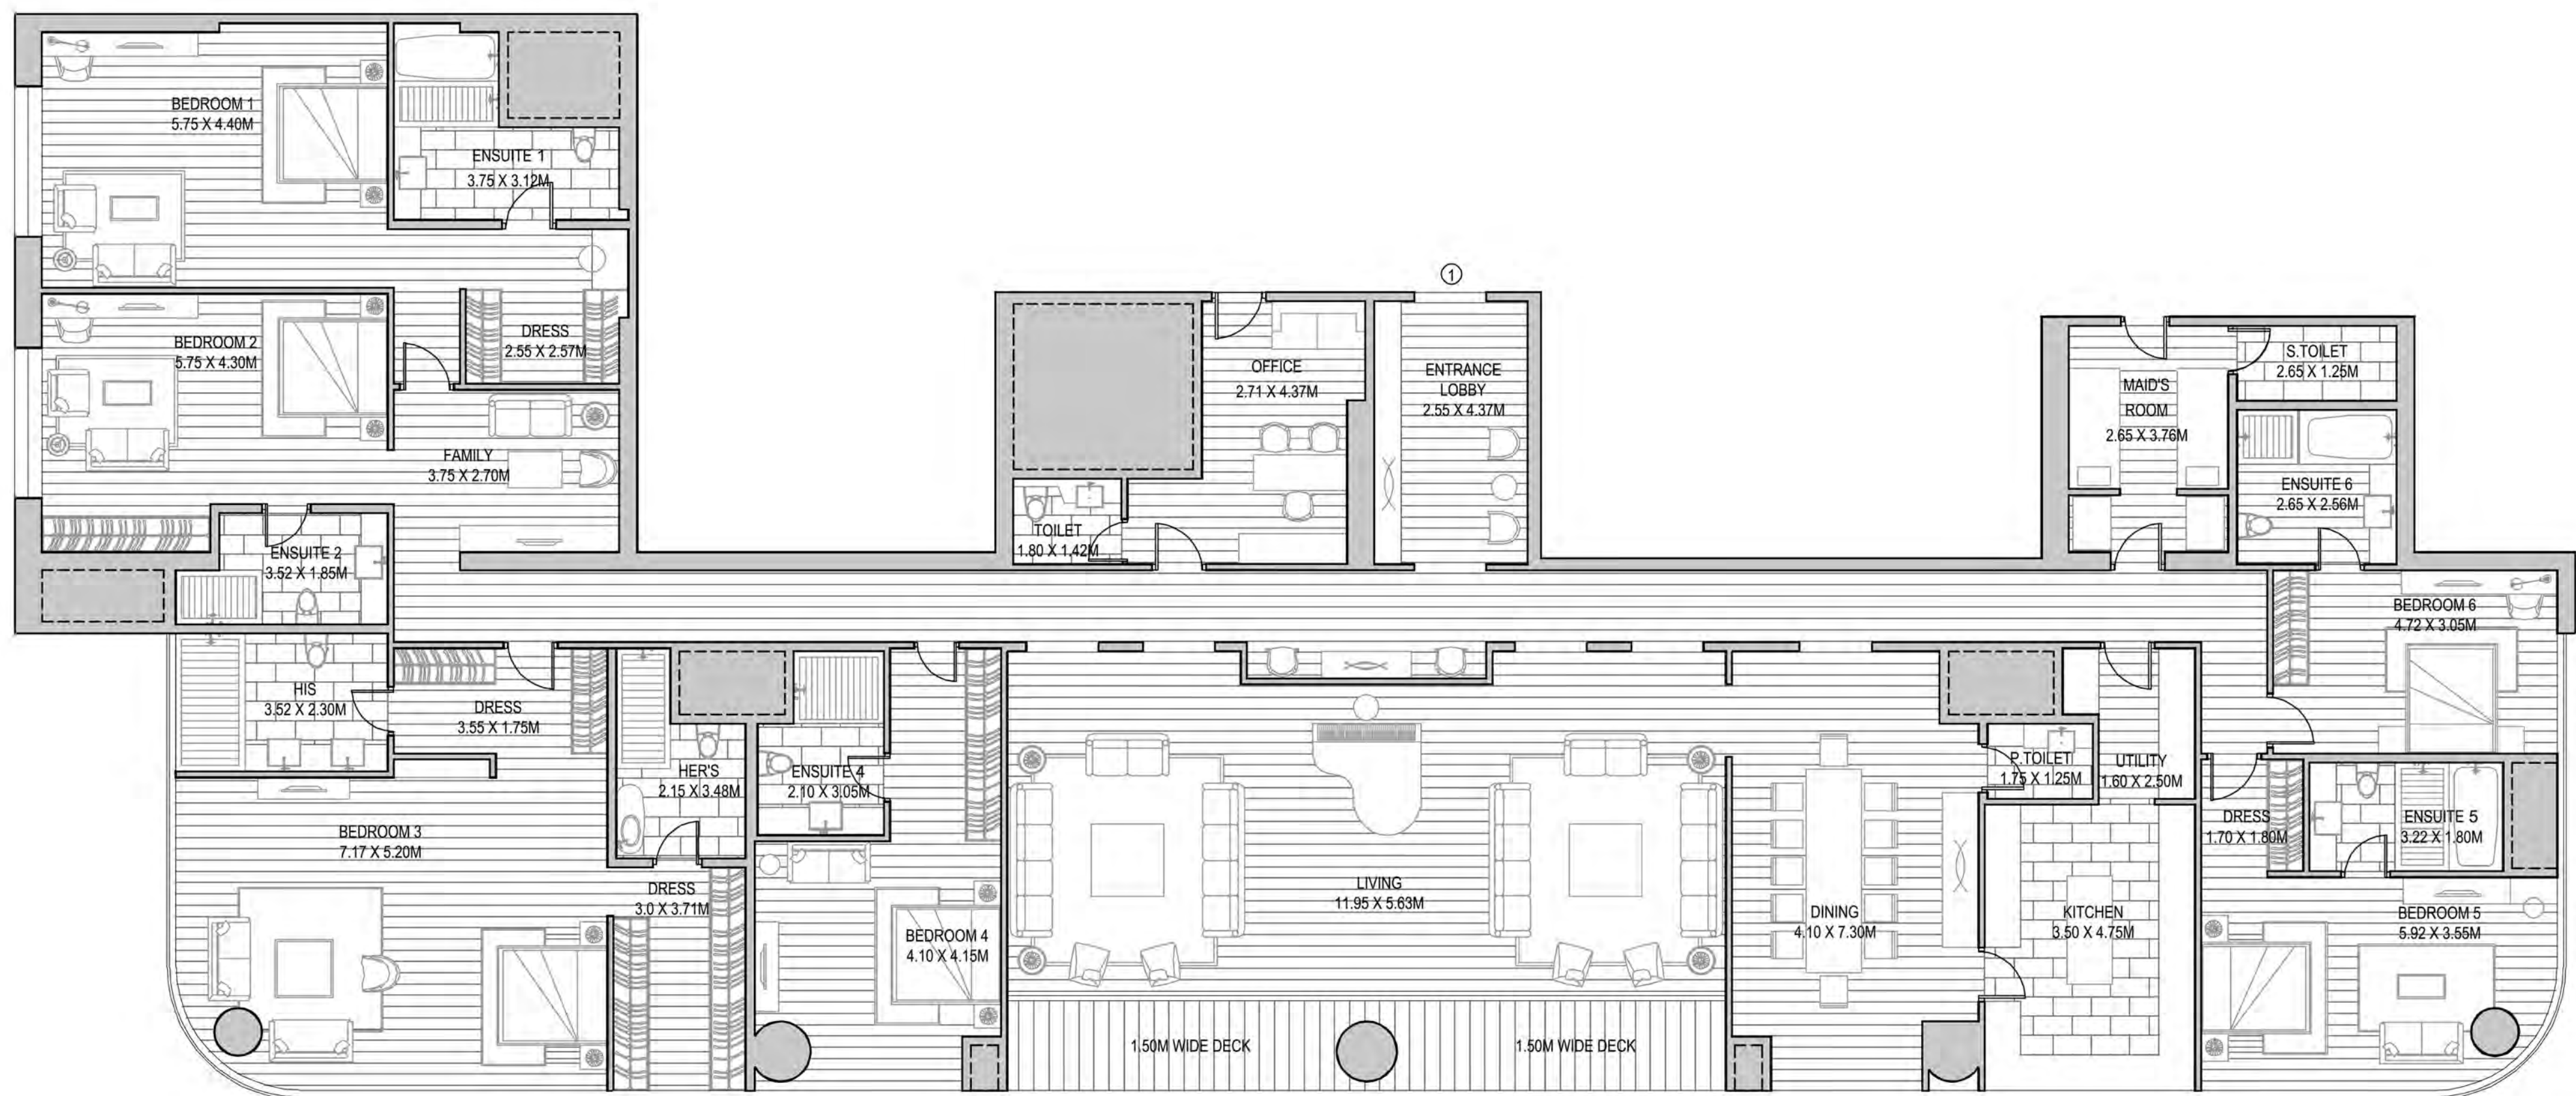 BEDROOM 1
5.75 X 4.40M
ENSUITE 1
3.75 X 3.12M
BEDROOM 2
5.75 X 4.30M
DRESS
2.55 X 2.57M
FAMILY
3.75 X 2.70M
ENSUITE 2
3.52 X 1.85M
1
OFFICE
2.71 X 4.37M
ENTRANCE
LOBBY
2.55 X 4.37M
TOILET
1.80 X 1.42M
S.TOILET
2.65 X 1.25M
MAID'S
ROOM
2.65 X 3.76M
ENSUITE 6
2.65 X 2.56M
BEDROOM 6
4.72 X 3.05M
HIS
3.52 X 2.30M
DRESS
3.55 X 1.75M
HER'S
2.15 X 3.48M
ENSUITE 4
2.10 X 3.05M
P.TOILET
1.75 X 1.25M
UTILITY
1.60 X 2.50M
DRESS
1.70 X 1.80M
ENSUITE 5
3.22 X 1.80M
BEDROOM 3
7.17 X 5.20M
DRESS
3.0 X 3.71M
BEDROOM 4
4.10 X 4.15M
LIVING
11.95 X 5.63M
DINING
4.10 X 7.30M
KITCHEN
3.50 X 4.75M
BEDROOM 5
5.92 X 3.55M
1.50M WIDE DECK
1.50M WIDE DECK